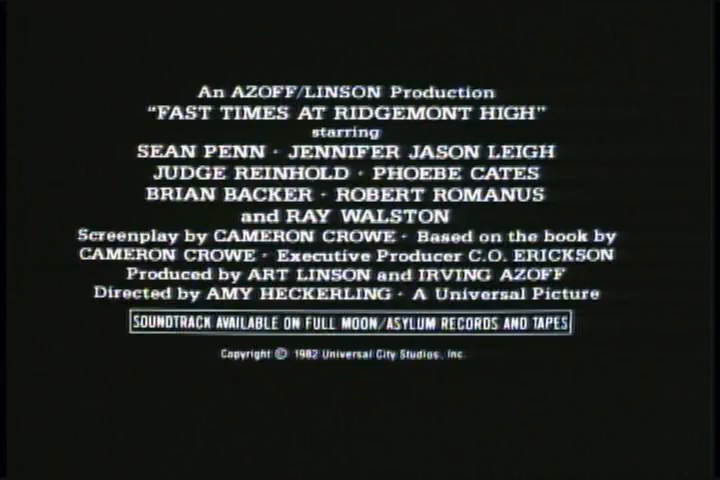 An AZOFF/LINSON Production
"FAST TIMES AT RIDGEMONT HIGH"
starring
SEAN PENN · JENNIFER JASON LEIGH
JUDGE REINHOLD · PHOEBE CATES
BRIAN BACKER · ROBERT ROMANUS
and RAY WALSTON
Screenplay by CAMERON CROWE · Based on the book by
CAMERON CROWE · Executive Producer C.O. ERICKSON
Produced by ART LINSON and IRVING AZOFF
Directed by AMY HECKERLING · A Universal Picture
SOUNDTRACK AVAILABLE ON FULL MOON/ASYLUM RECORDS AND TAPES
Copyright © 1982 Universal City Studios, Inc.